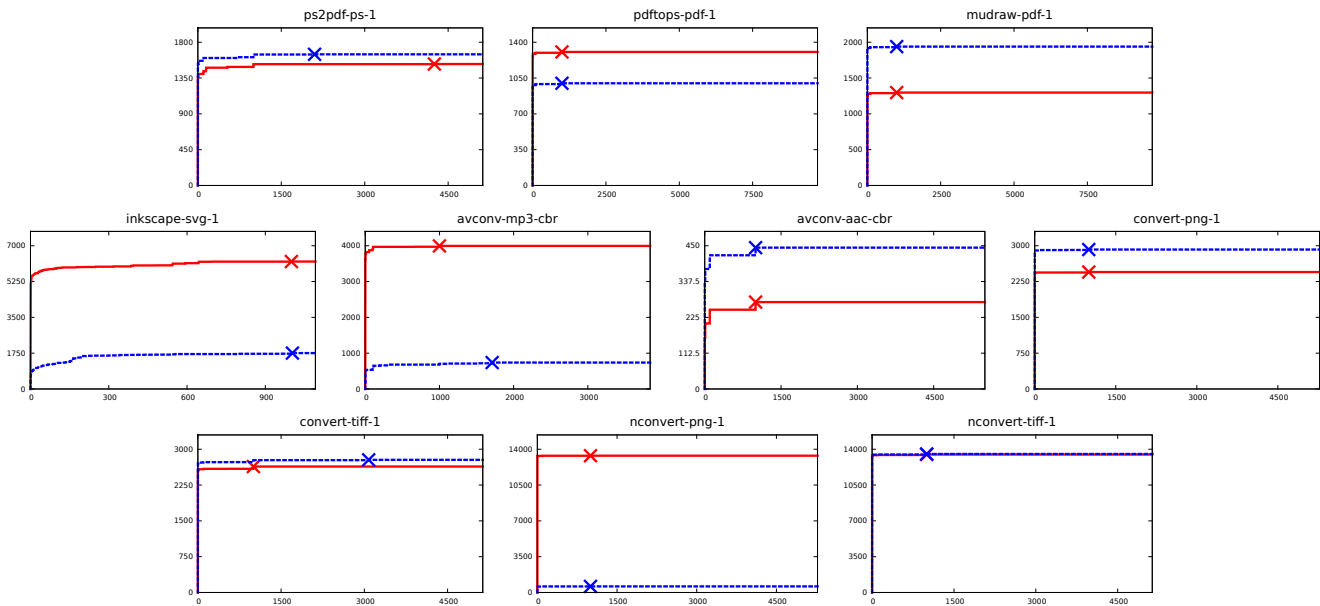 ps2pdf-ps-1 pdftops-pdf-1 mudraw-pdf-1
1800 1400 2000
1350 1050 1500
900 700 1000
450 350 500
0 0 0
0 1500 3000 4500 0 2500 5000 7500 0 2500 5000 7500
inkscape-svg-1 avconv-mp3-cbr avconv-aac-cbr convert-png-1
7000 4000 450 3000
5250 3000 337.5 2250
3500 2000 225 1500
1750 1000 112.5 750
0 0 0 0
0 300 600 900 0 1000 2000 3000 0 1500 3000 4500 0 1500 3000 4500
convert-tiff-1 nconvert-png-1 nconvert-tiff-1
3000 14000 14000
2250 10500 10500
1500 7000 7000
750 3500 3500
0 0 0
0 1500 3000 4500 0 1500 3000 4500 0 1500 3000 4500